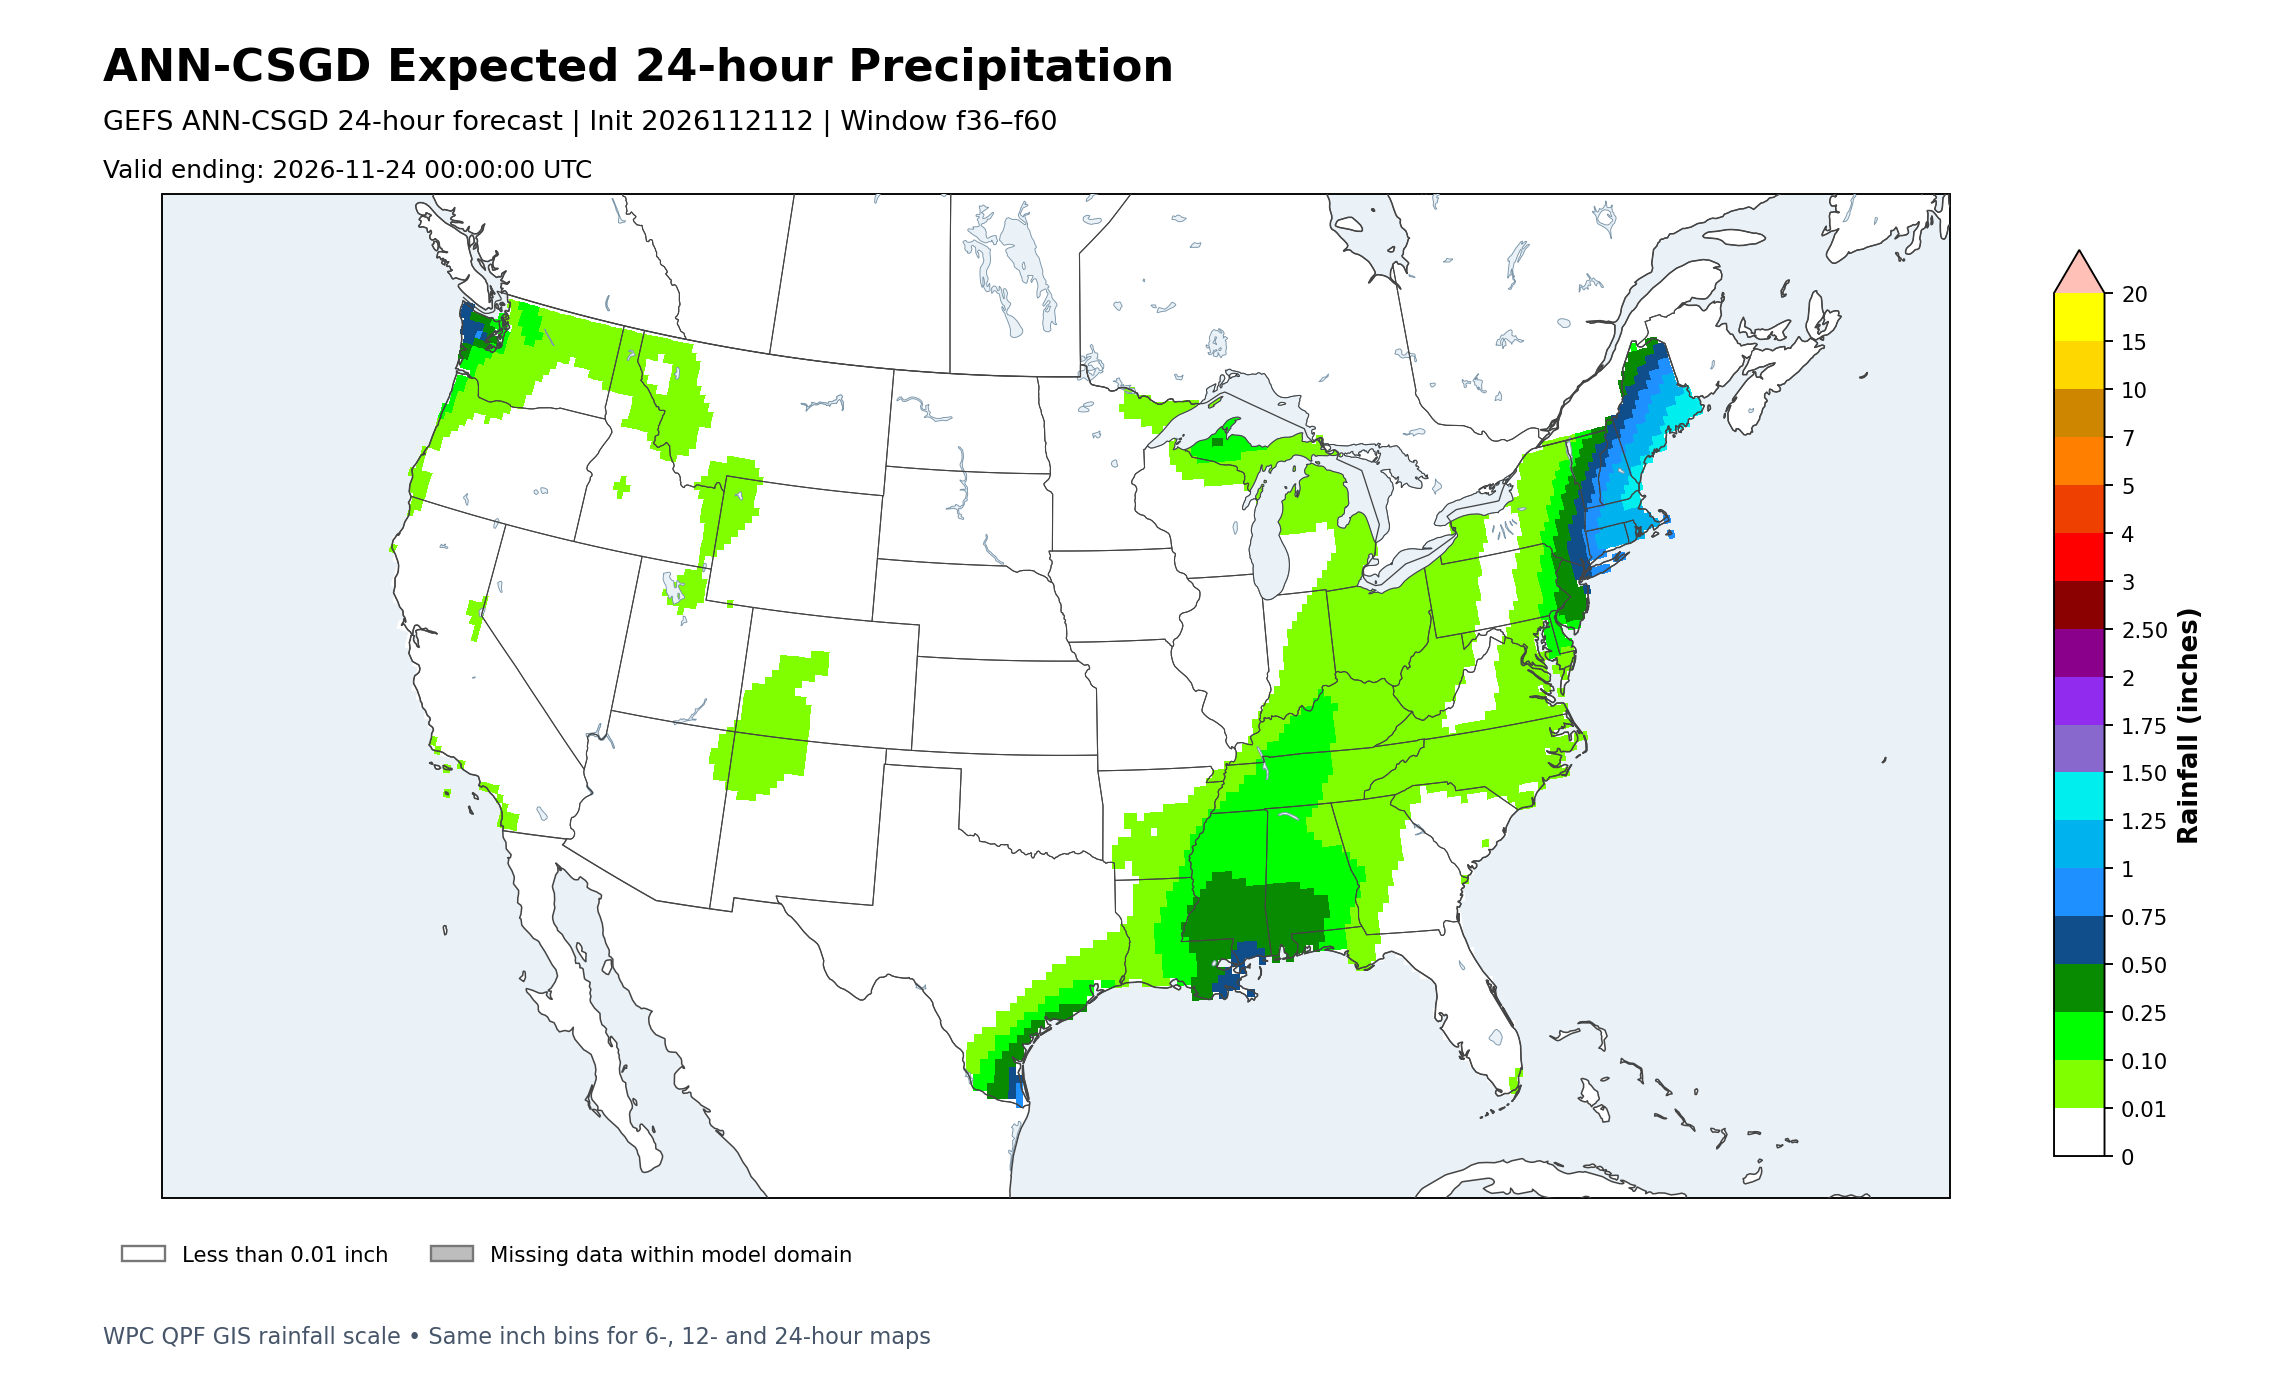 ANN-CSGD Expected 24-hour Precipitation
GEFS ANN-CSGD 24-hour forecast | Init 2026112112 | Window f36–f60
Valid ending: 2026-11-24 00:00:00 UTC
20
15
10
7
5
4
3
2.50
2
1.75
1.50
1.25
1
0.75
0.50
0.25
0.10
0.01
0
Rainfall (inches)
Less than 0.01 inch
Missing data within model domain
WPC QPF GIS rainfall scale • Same inch bins for 6-, 12- and 24-hour maps